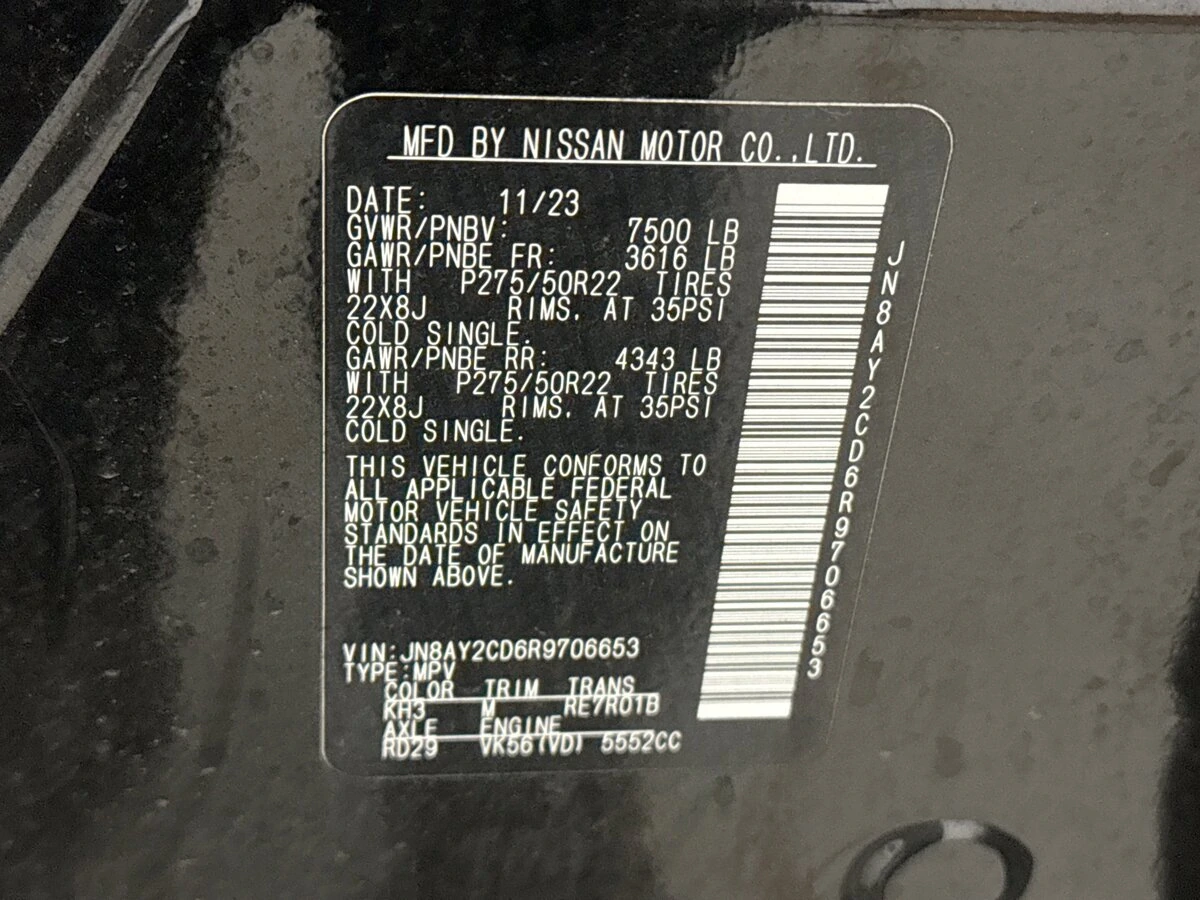 MFD BY NISSAN MOTOR CO.,LTD.
DATE: 11/23
GVWR/PNBV: 7500 LB
GAWR/PNBE FR: 3616 LB
WITH P275/50R22 TIRES
22X8J RIMS. AT 35PSI
COLD SINGLE.
GAWR/PNBE RR: 4343 LB
WITH P275/50R22 TIRES
22X8J RIMS. AT 35PSI
COLD SINGLE.
THIS VEHICLE CONFORMS TO
ALL APPLICABLE FEDERAL
MOTOR VEHICLE SAFETY
STANDARDS IN EFFECT ON
THE DATE OF MANUFACTURE
SHOWN ABOVE.
VIN:JN8AY2CD6R9706653
TYPE:MPV
COLOR TRIM TRANS
KH3 M RE7R01B
AXLE ENGINE
RD29 VK56(VD) 5552CC
JN8AY2CD6R9706653